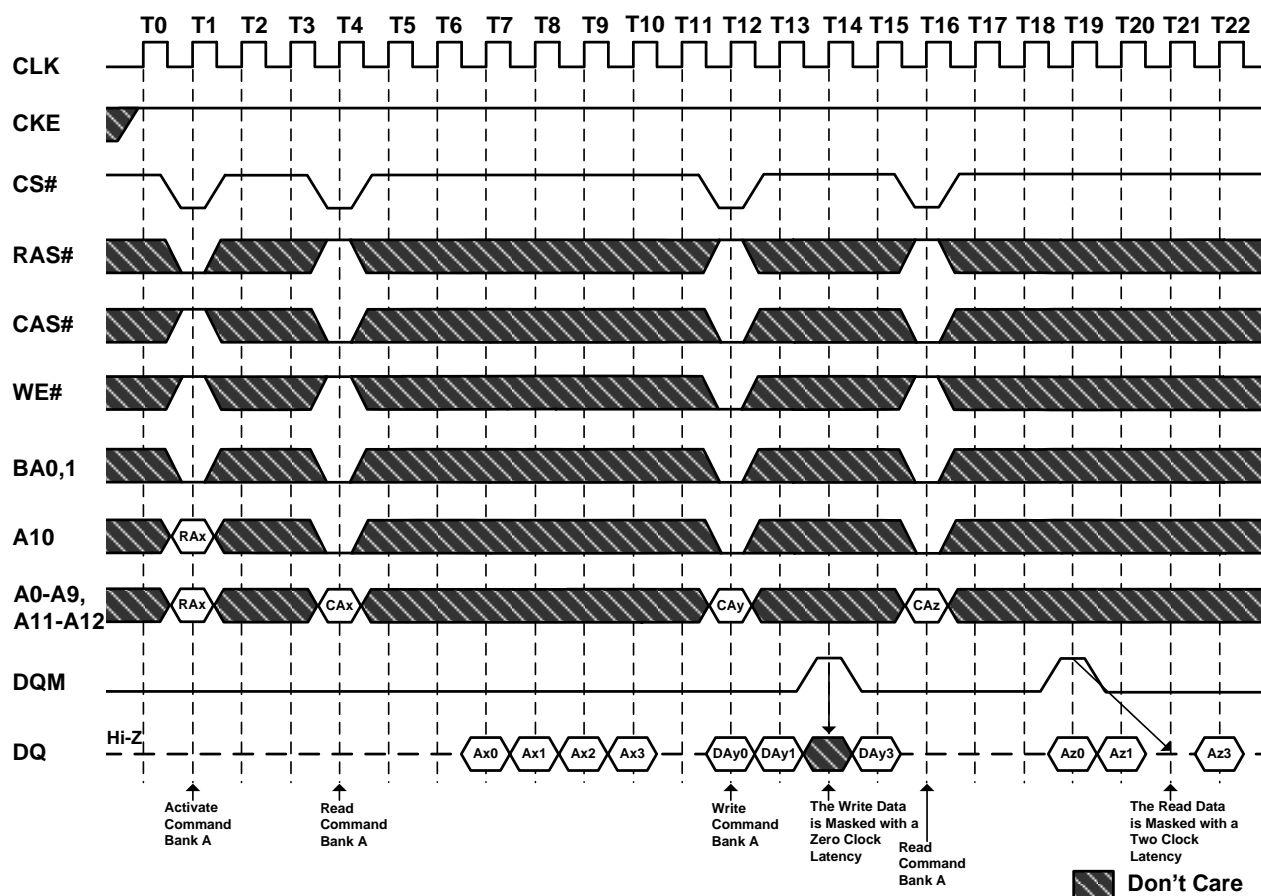 T0 T1 T2 T3 T4 T5 T6 T7 T8 T9 T10 T11 T12 T13 T14 T15 T16 T17 T18 T19 T20 T21 T22
CLK
CKE
CS#
RAS#
CAS#
WE#
BA0,1
A10
RAx
A0-A9,
A11-A12
RAx CAx CAy CAz
DQM
DQ
Hi-Z
Ax0 Ax1 Ax2 Ax3 DAy0 DAy1 DAy3 Az0 Az1 Az3
Activate
Command
Bank A
Read
Command
Bank A
Write
Command
Bank A
The Write Data
is Masked with a
Zero Clock
Latency
Read
Command
Bank A
The Read Data
is Masked with a
Two Clock
Latency
Don't Care